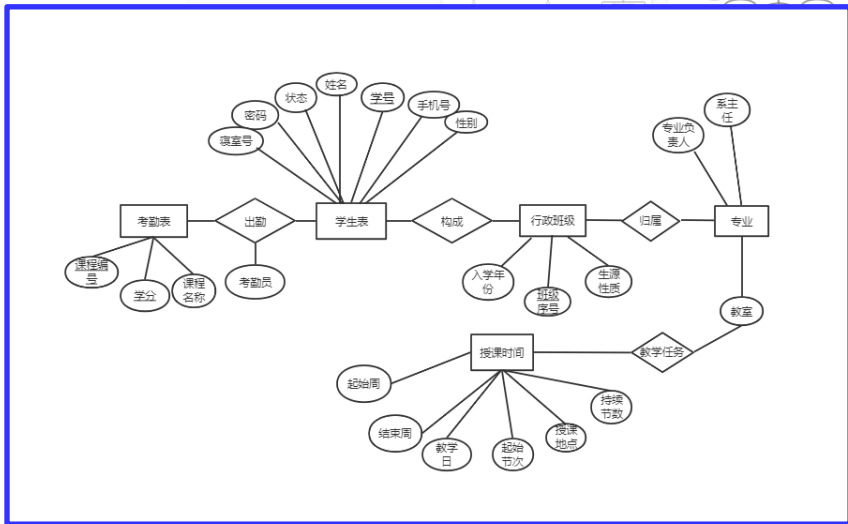 姓名
状态
学号
手机号
密码
性别
寝室号
系主
任
专业负
责人
考勤表
出勤
学生表
构成
行政班级
归属
专业
课程编
号
学分
课程
名称
考勤员
入学年
份
班级
序号
生源
性质
教室
授课时间
教学任务
起始周
持续
节数
结束周
授课
地点
教学
日
起始
节次